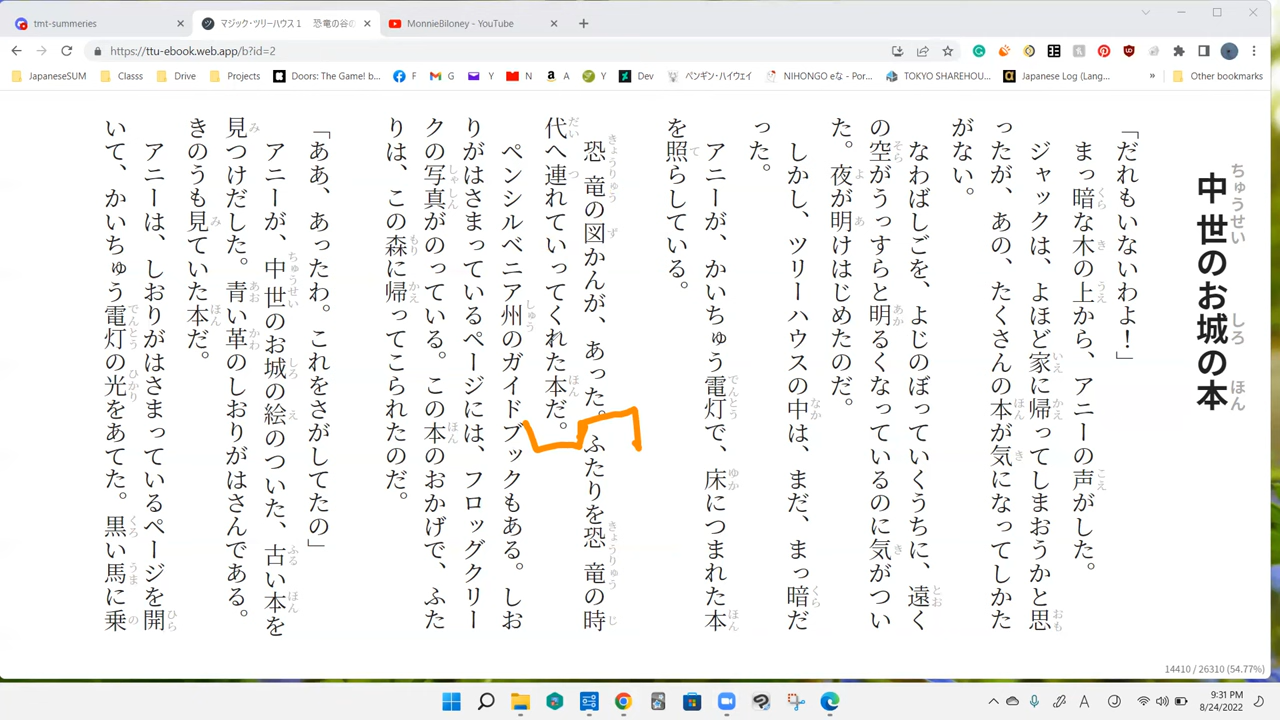 tmt-summeries
マジック・ツリーハウス１　恐竜の谷の
MonnieBiloney - YouTube
https://ttu-ebook.web.app/b?id=2
JapaneseSUM
Classs
Drive
Projects
Doors: The Game! b...
F
G
Y
N
A
Y
Dev
ペンギン・ハイウェイ
NIHONGO eな - Por...
TOKYO SHAREHOU...
Japanese Log (Lang...
»
Other bookmarks
中世のお城の本
「だれもいないわよ！」
まっ暗な木の上から、アニーの声がした。
ジャックは、よほど家に帰ってしまおうかと思
ったが、あの、たくさんの本が気になってしかた
がない。
なわばしごを、よじのぼっていくうちに、遠く
の空がうっすらと明るくなっているのに気がつい
た。夜が明けはじめたのだ。
しかし、ツリーハウスの中は、まだ、まっ暗だ
った。
アニーが、かいちゅう電灯で、床につまれた本
を照らしている。
恐竜の図かんが、あった。ふたりを恐竜の時
代へ連れていってくれた本だ。
ペンシルベニア州のガイドブックもある。しお
りがはさまっているページには、フロッグクリー
クの写真がのっている。この本のおかげで、ふた
りは、この森に帰ってこられたのだ。
「ああ、あったわ。これをさがしてたの」
アニーが、中世のお城の絵のついた、古い本を
見つけだした。青い革のしおりがはさんである。
きのうも見ていた本だ。
アニーは、しおりがはさまっているページを開
いて、かいちゅう電灯の光をあてた。黒い馬に乗
14410 / 26310 (54.77%)
9:31 PM
8/24/2022